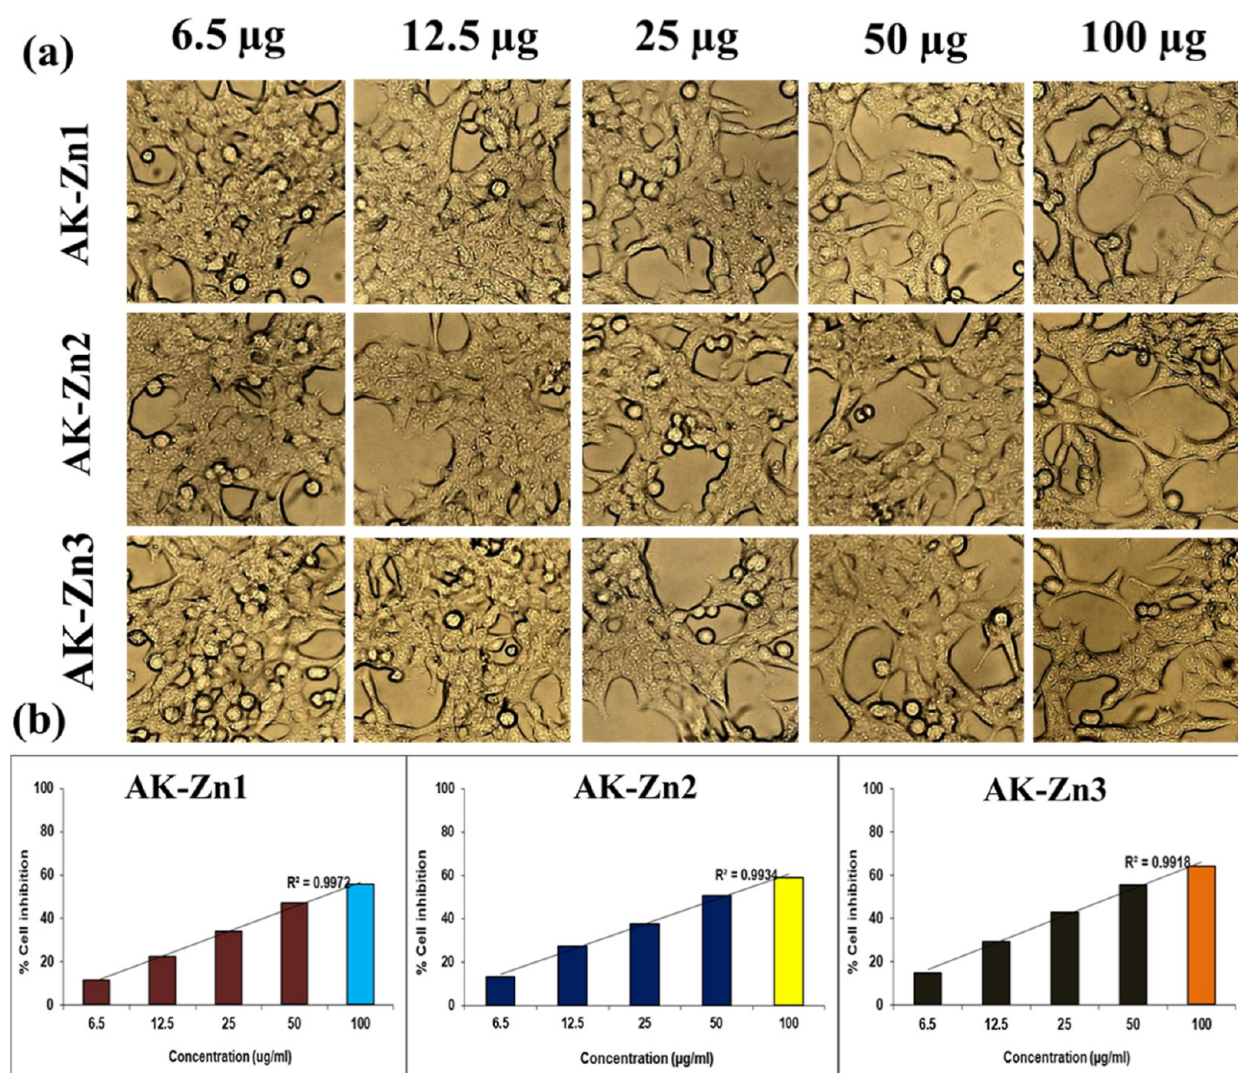 (a)
6.5 µg 12.5 µg 25 µg 50 µg 100 µg
AK-Zn1
AK-Zn2
AK-Zn3
(b)
AK-Zn1
% Cell inhibition
100
80
60
40
20
0
R² = 0.9972
6.5 12.5 25 50 100
Concentration (ug/ml)
AK-Zn2
% Cell inhibition
100
80
60
40
20
0
R² = 0.9934
6.5 12.5 25 50 100
Concentration (µg/ml)
AK-Zn3
% Cell inhibition
100
80
60
40
20
0
R² = 0.9918
6.5 12.5 25 50 100
Concentration (µg/ml)